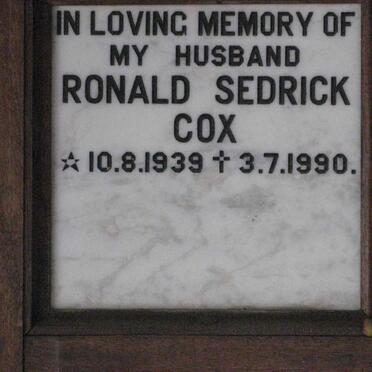 IN LOVING MEMORY OF
MY HUSBAND
RONALD SEDRICK
COX
☆ 10.8.1939 ✝ 3.7.1990.